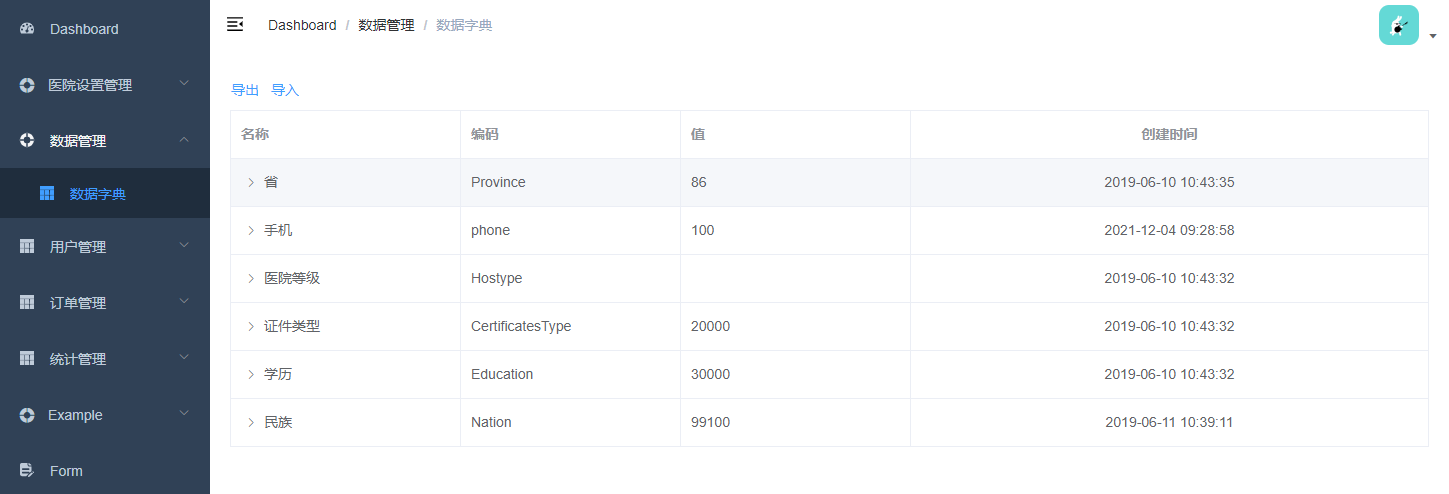 Dashboard
医院设置管理
数据管理
数据字典
用户管理
订单管理
统计管理
Example
Form
Dashboard / 数据管理 / 数据字典
导出 导入
名称 编码 值 创建时间
省 Province 86 2019-06-10 10:43:35
手机 phone 100 2021-12-04 09:28:58
医院等级 Hostype 2019-06-10 10:43:32
证件类型 CertificatesType 20000 2019-06-10 10:43:32
学历 Education 30000 2019-06-10 10:43:32
民族 Nation 99100 2019-06-11 10:39:11